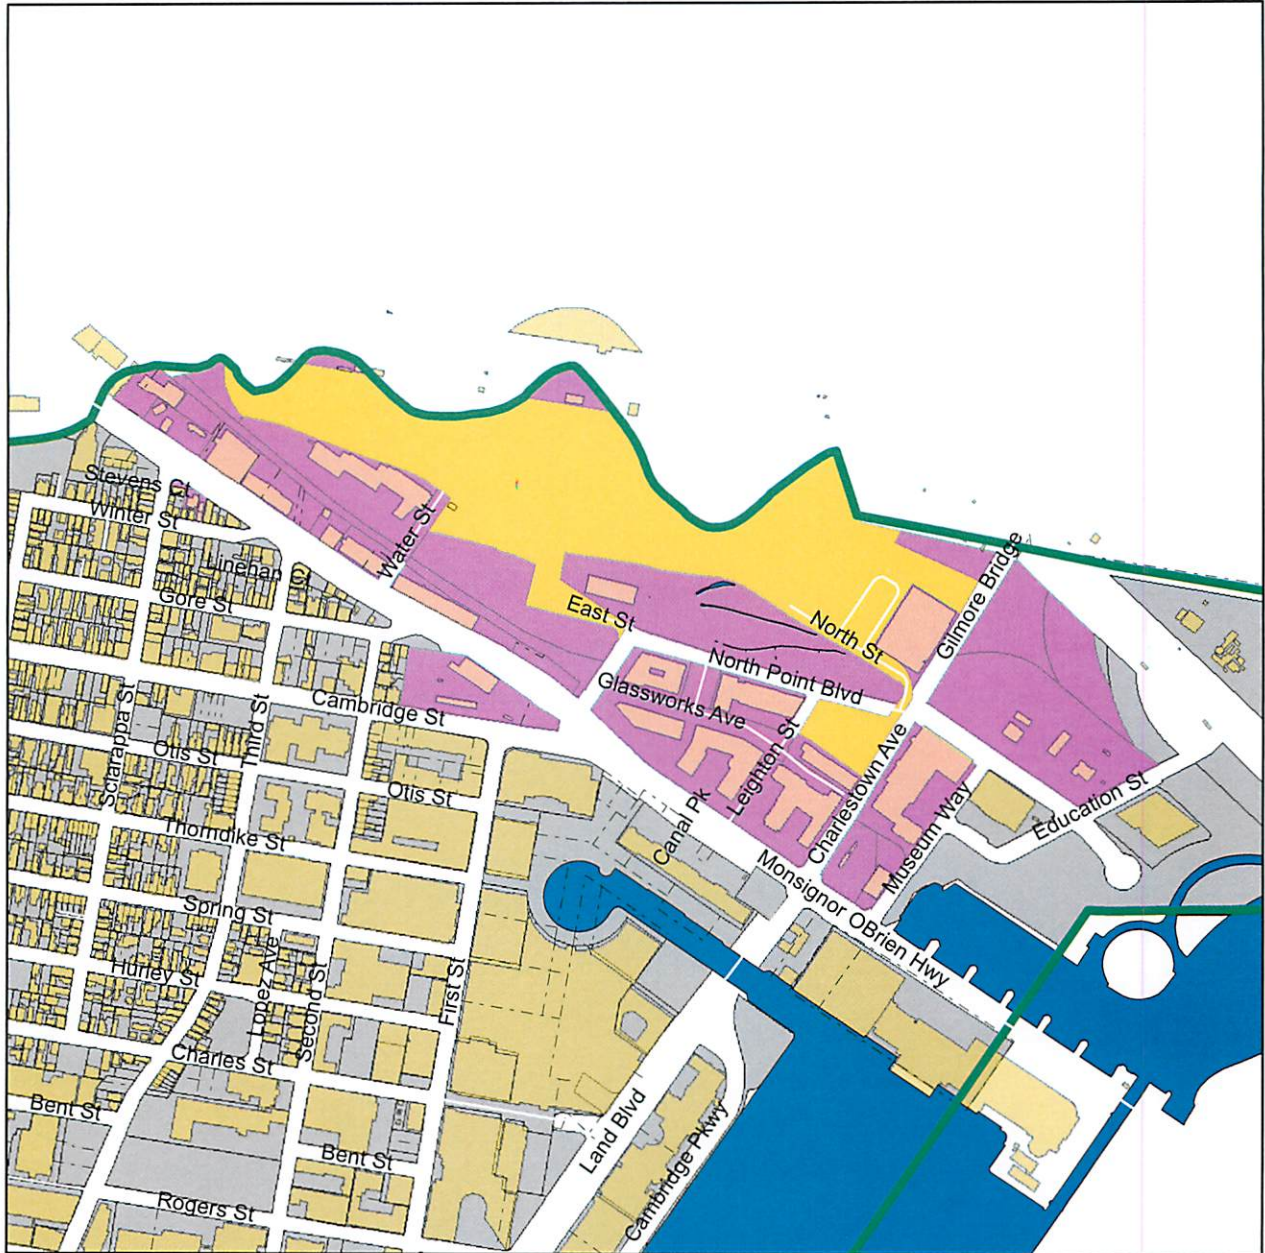 Stevens Ct
Winter St
Linehan Ct
Gore St
Water St
East St
North St
Gilmore Bridge
North Point Blvd
Glassworks Ave
Cambridge St
Sciarappa St
Third St
Otis St
Otis St
Leighton St
Charlestown Ave
Canal Pk
Museum Way
Education St
Thorndike St
Monsignor OBrien Hwy
Spring St
Hurley St
Lopez Ave
Second St
First St
Charles St
Bent St
Bent St
Land Blvd
Cambridge Pkwy
Rogers St